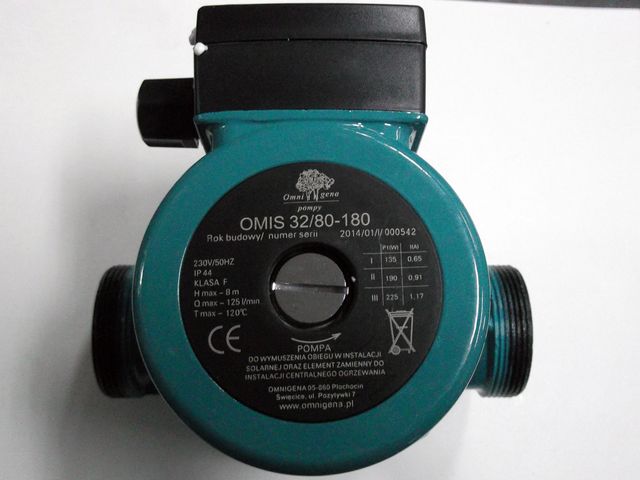 Omni gena
pompy
OMIS 32/80-180
Rok budowy/ numer serii 2014/01/I/000542
230V/50HZ
IP 44
KLASA F
H max – 8 m
Q max – 125 l/min.
T max – 120°C
P1(W) I(A)
I 135 0.65
II 190 0.91
III 225 1.17
CE
POMPA
DO WYMUSZENIA OBIEGU W INSTALACJI
SOLARNEJ ORAZ ELEMENT ZAMIENNY DO
INSTALACJI CENTRALNEGO OGRZEWANIA
OMNIGENA 05-860 Płochocin
Święcice, ul. Pozytywki 7
www.omnigena.pl